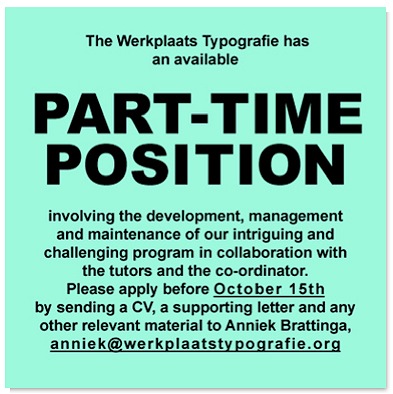 The Werkplaats Typografie has
an available
PART-TIME
POSITION
involving the development, management
and maintenance of our intriguing and
challenging program in collaboration with
the tutors and the co-ordinator.
Please apply before October 15th
by sending a CV, a supporting letter and any
other relevant material to Anniek Brattinga,
anniek@werkplaatstypografie.org